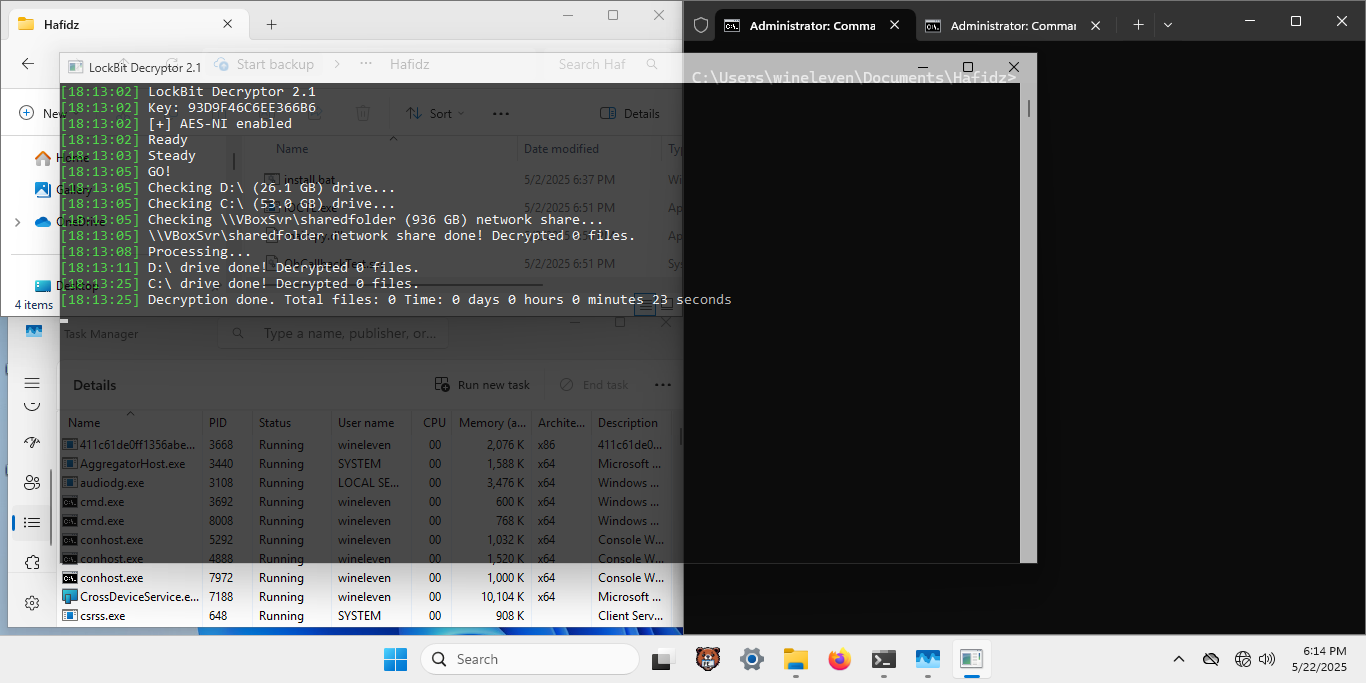 Hafidz
Administrator: Comma
Administrator: Comman
LockBit Decryptor 2.1
Start backup
Hafidz
Search Haf
C:\Users\wineleven\Documents\Hafidz>
[18:13:02] LockBit Decryptor 2.1
[18:13:02] Key: 93D9F46C6EE366B6
[18:13:02] [+] AES-NI enabled
[18:13:02] Ready
[18:13:03] Steady
[18:13:05] GO!
[18:13:05] Checking D:\ (26.1 GB) drive...
[18:13:05] Checking C:\ (53.0 GB) drive...
[18:13:05] Checking \\VBoxSvr\sharedfolder (936 GB) network share...
[18:13:05] \\VBoxSvr\sharedfolder network share done! Decrypted 0 files.
[18:13:08] Processing...
[18:13:11] D:\ drive done! Decrypted 0 files.
[18:13:25] C:\ drive done! Decrypted 0 files.
[18:13:25] Decryption done. Total files: 0 Time: 0 days 0 hours 0 minutes 23 seconds
New
Sort
Details
Name
Date modified
install.bat
5/2/2025 6:37 PM
5/2/2025 6:51 PM
5/2/2025 6:51 PM
4 items
Task Manager
Type a name, publisher, or...
Details
Run new task
End task
Name PID Status User name CPU Memory (a... Archite... Description
411c61de0ff1356abe... 3668 Running wineleven 00 2,076 K x86 411c61de0...
AggregatorHost.exe 3440 Running SYSTEM 00 1,588 K x64 Microsoft ...
audiodg.exe 3108 Running LOCAL SE... 00 3,476 K x64 Windows ...
cmd.exe 3692 Running wineleven 00 600 K x64 Windows ...
cmd.exe 8008 Running wineleven 00 768 K x64 Windows ...
conhost.exe 5292 Running wineleven 00 1,032 K x64 Console W...
conhost.exe 4888 Running wineleven 00 1,520 K x64 Console W...
conhost.exe 7972 Running wineleven 00 1,000 K x64 Console W...
CrossDeviceService.e... 7188 Running wineleven 00 10,104 K x64 Microsoft ...
csrss.exe 648 Running SYSTEM 00 908 K Client Serv...
Search
6:14 PM
5/22/2025